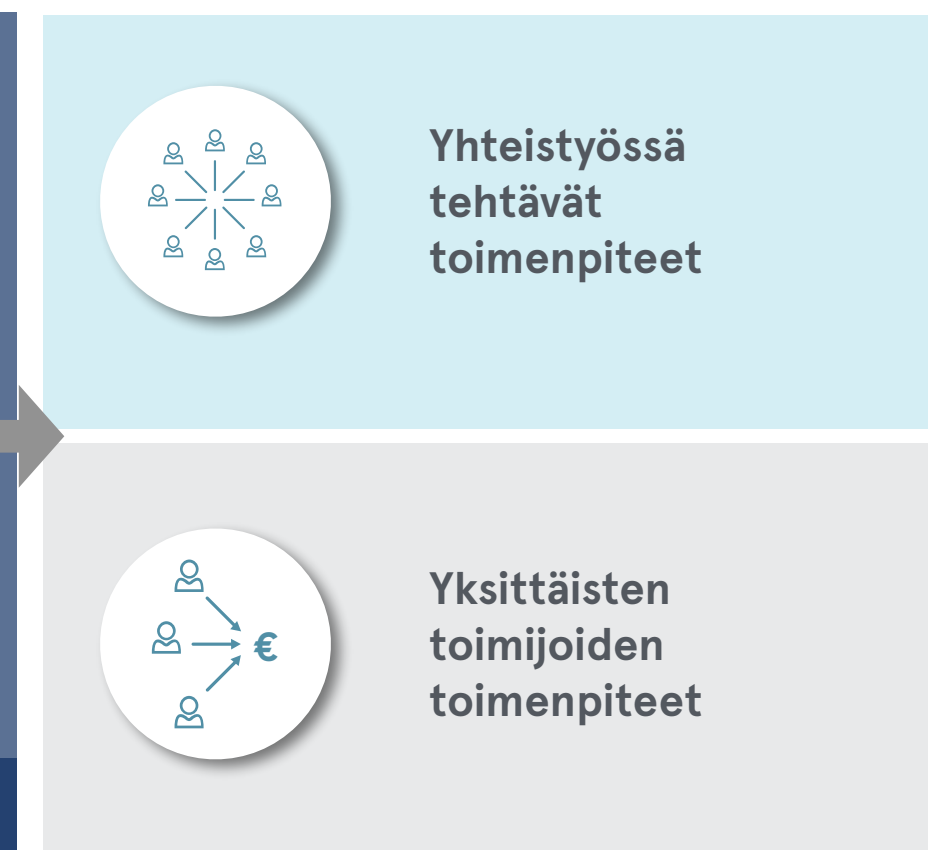 Yhteistyössä
tehtävät
toimenpiteet
€
Yksittäisten
toimijoiden
toimenpiteet